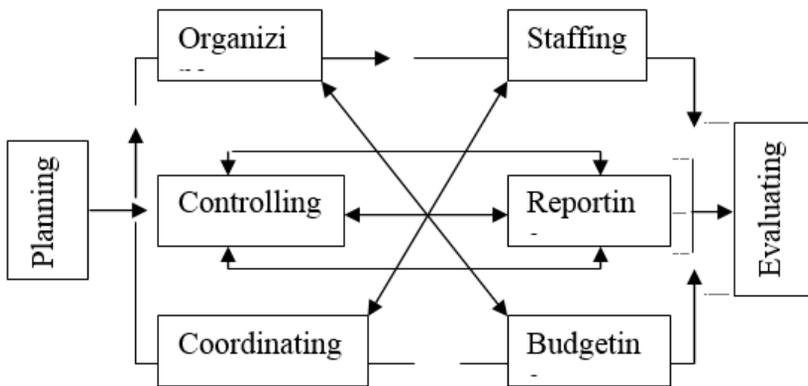 Organizi
Staffing
Planning
Controlling
Reportin
Evaluating
Coordinating
Budgetin